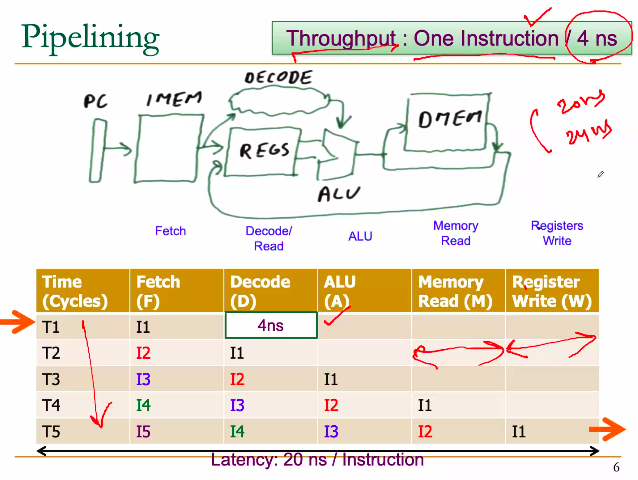 Pipelining
Throughput : One Instruction / 4 ns
DECODE
PC
IMEM
REGS
ALU
DMEM
20ns
24ns
Fetch
Decode/
Read
ALU
Memory
Read
Registers
Write
Time (Cycles) Fetch (F) Decode (D) ALU (A) Memory Read (M) Register Write (W)
T1 I1 4ns
T2 I2 I1
T3 I3 I2 I1
T4 I4 I3 I2 I1
T5 I5 I4 I3 I2 I1
Latency: 20 ns / Instruction
6